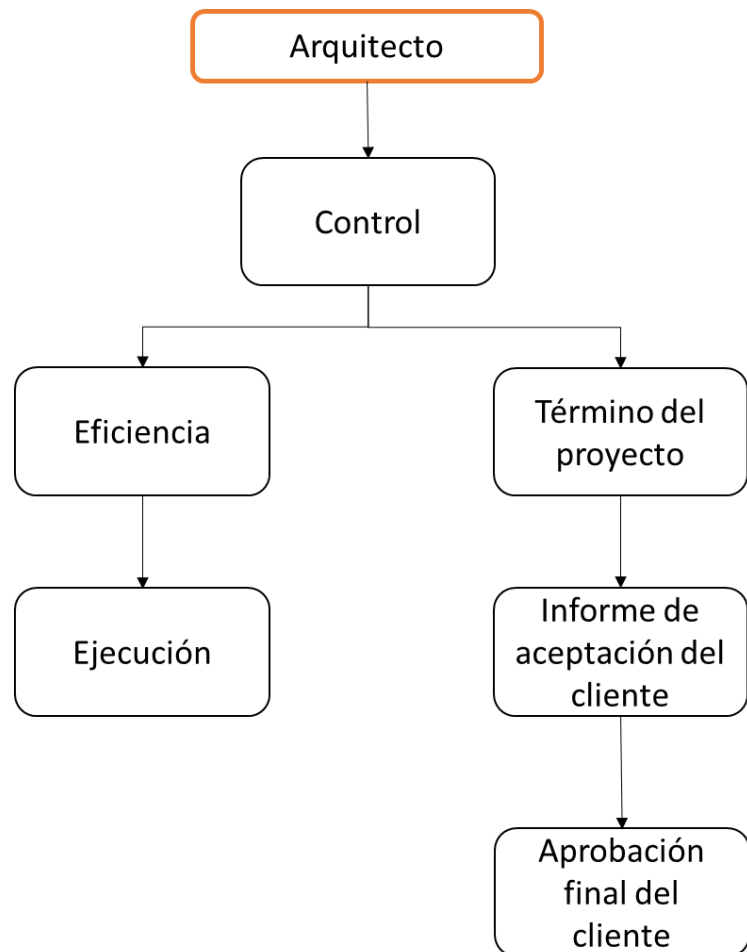 Arquitecto
Control
Eficiencia
Término del
proyecto
Ejecución
Informe de
aceptación del
cliente
Aprobación
final del
cliente